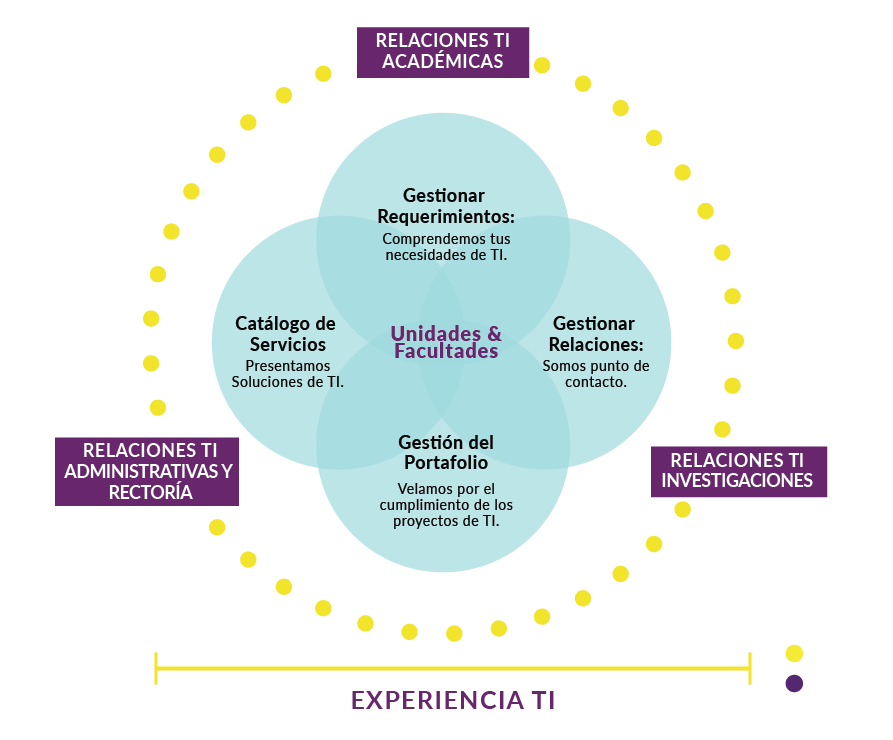 RELACIONES TI
ACADÉMICAS
Gestionar
Requerimientos:
Comprendemos tus
necesidades de TI.
Catálogo de
Servicios
Presentamos
Soluciones de TI.
Unidades &
Facultades
Gestionar
Relaciones:
Somos punto de
contacto.
Gestión del
Portafolio
Velamos por el
cumplimiento de los
proyectos de TI.
RELACIONES TI
ADMINISTRATIVAS Y
RECTORÍA
RELACIONES TI
INVESTIGACIONES
EXPERIENCIA TI